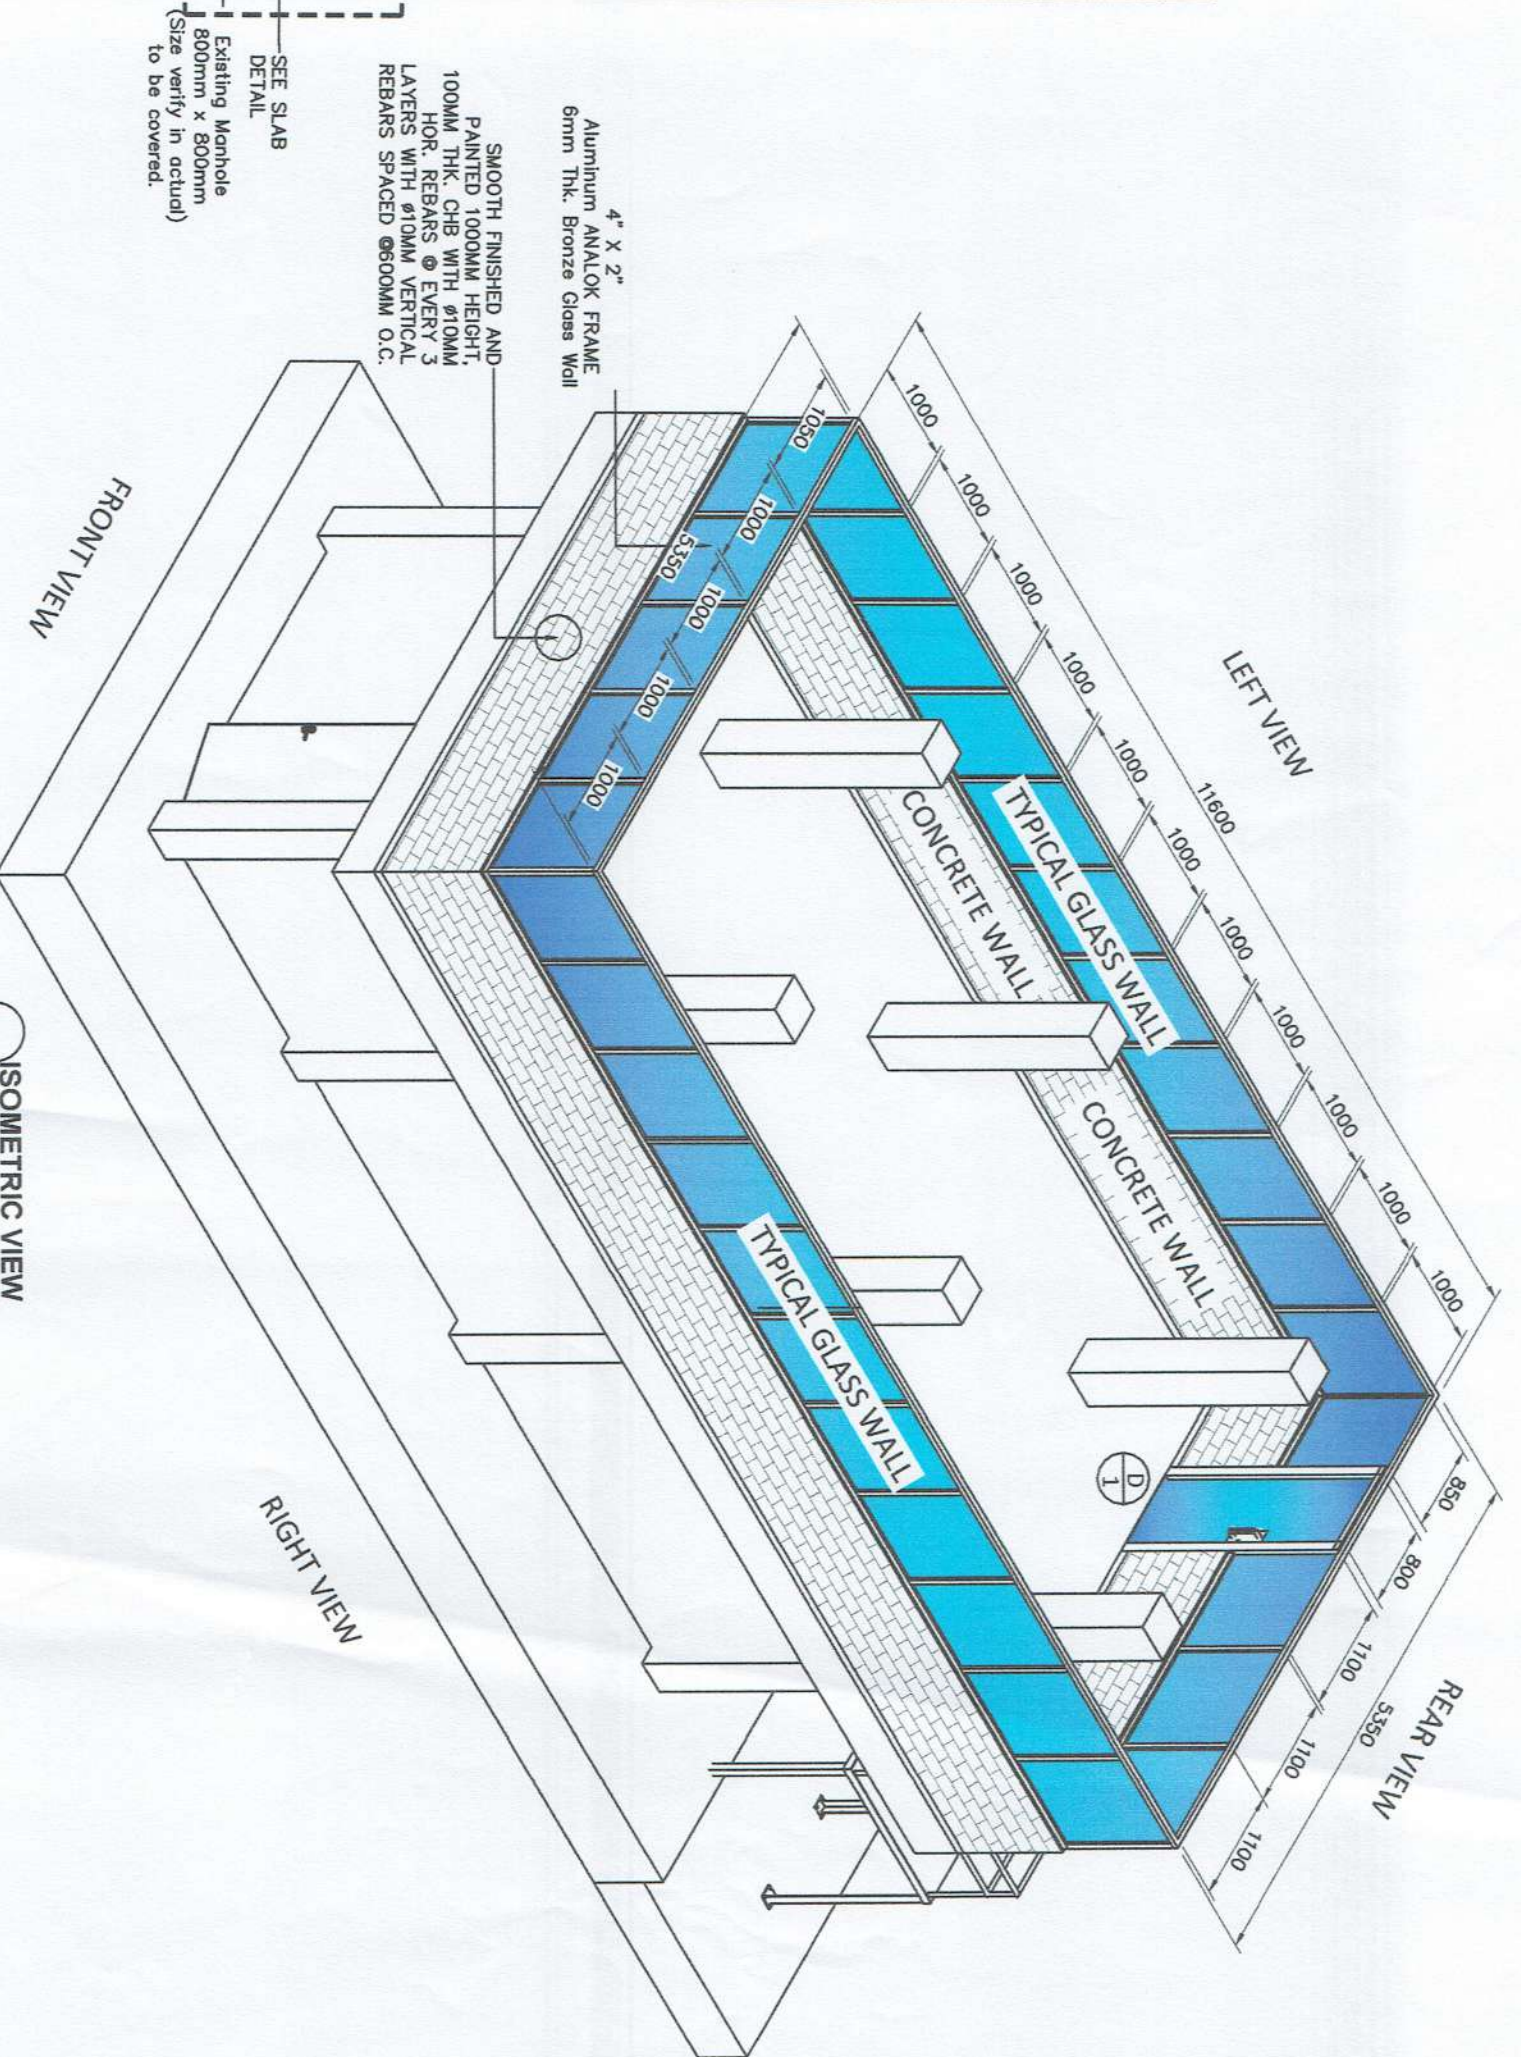 LEFT VIEW
11600
1000
1000
1000
1000
1000
1000
1000
1000
1000
1000
1000
REAR VIEW
5350
850
800
1100
1100
1100
TYPICAL GLASS WALL
CONCRETE WALL
CONCRETE WALL
D
1
1050
1000
1000
1000
1000
5350
TYPICAL GLASS WALL
4" X 2"
Aluminum ANALOK FRAME
6mm Thk. Bronze Glass Wall
SMOOTH FINISHED AND
PAINTED 1000MM HEIGHT,
100MM THK. CHB WITH ø10MM
HOR. REBARS @ EVERY 3
LAYERS WITH ø10MM VERTICAL
REBARS SPACED @600MM O.C.
SEE SLAB
DETAIL
Existing Manhole
800mm x 800mm
(Size verify in actual)
to be covered.
FRONT VIEW
RIGHT VIEW
ISOMETRIC VIEW